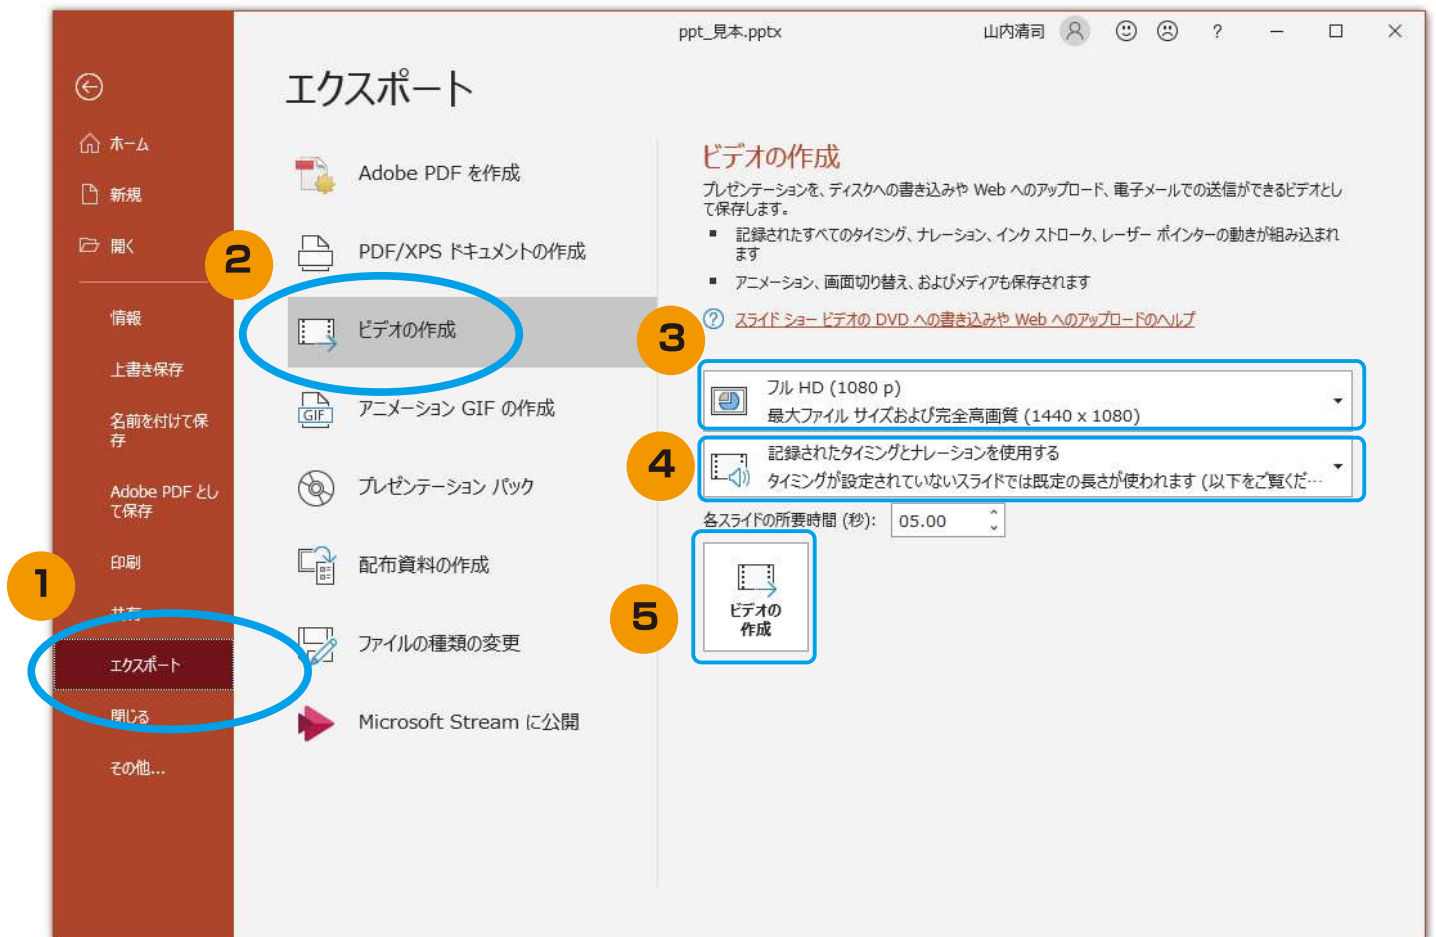 ppt_見本.pptx
山内清司
?
エクスポート
ホーム
新規
開く
情報
上書き保存
名前を付けて保
存
Adobe PDF とし
て保存
印刷
1
共有
エクスポート
閉じる
その他...
Adobe PDF を作成
PDF/XPS ドキュメントの作成
2
ビデオの作成
GIF
アニメーション GIF の作成
プレゼンテーション パック
配布資料の作成
ファイルの種類の変更
Microsoft Stream に公開
ビデオの作成
プレゼンテーションを、ディスクへの書き込みや Web へのアップロード、電子メールでの送信ができるビデオとし
て保存します。
▪ 記録されたすべてのタイミング、ナレーション、インク ストローク、レーザー ポインターの動きが組み込まれ
ます
▪ アニメーション、画面切り替え、およびメディアも保存されます
? スライド ショー ビデオの DVD への書き込みや Web へのアップロードのヘルプ
3
フル HD (1080 p)
最大ファイル サイズおよび完全高画質 (1440 x 1080)
4
記録されたタイミングとナレーションを使用する
タイミングが設定されていないスライドでは既定の長さが使われます (以下をご覧くだ…
各スライドの所要時間 (秒): 05.00
5
ビデオの
作成